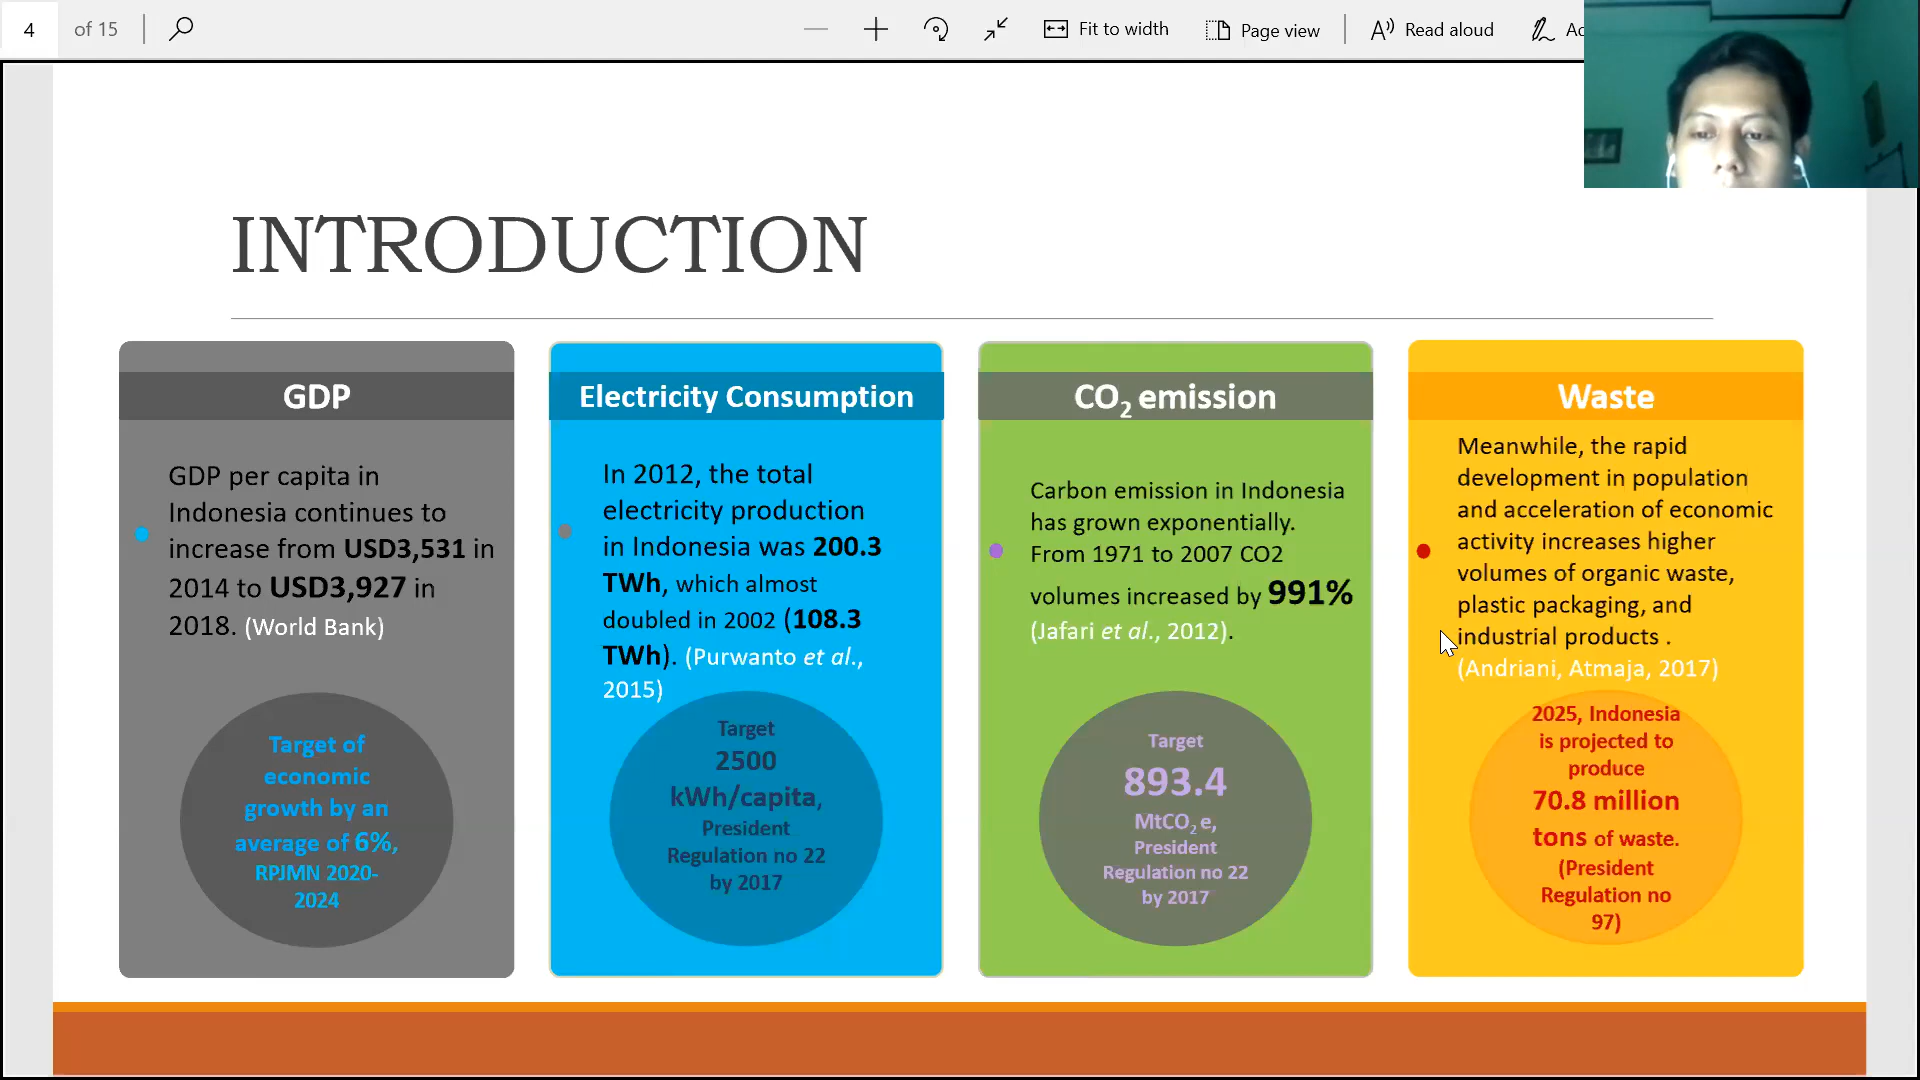 4 of 15 Fit to width Page view Read aloud
INTRODUCTION
GDP
GDP per capita in
Indonesia continues to
increase from USD3,531 in
2014 to USD3,927 in
2018. (World Bank)
Target of
economic
growth by an
average of 6%,
RPJMN 2020-
2024
Electricity Consumption
In 2012, the total
electricity production
in Indonesia was 200.3
TWh, which almost
doubled in 2002 (108.3
TWh). (Purwanto et al.,
2015)
Target
2500
kWh/capita,
President
Regulation no 22
by 2017
CO₂ emission
Carbon emission in Indonesia
has grown exponentially.
From 1971 to 2007 CO2
volumes increased by 991%
(Jafari et al., 2012).
Target
893.4
MtCO₂ e,
President
Regulation no 22
by 2017
Waste
Meanwhile, the rapid
development in population
and acceleration of economic
activity increases higher
volumes of organic waste,
plastic packaging, and
industrial products .
(Andriani, Atmaja, 2017)
2025, Indonesia
is projected to
produce
70.8 million
tons of waste.
(President
Regulation no
97)